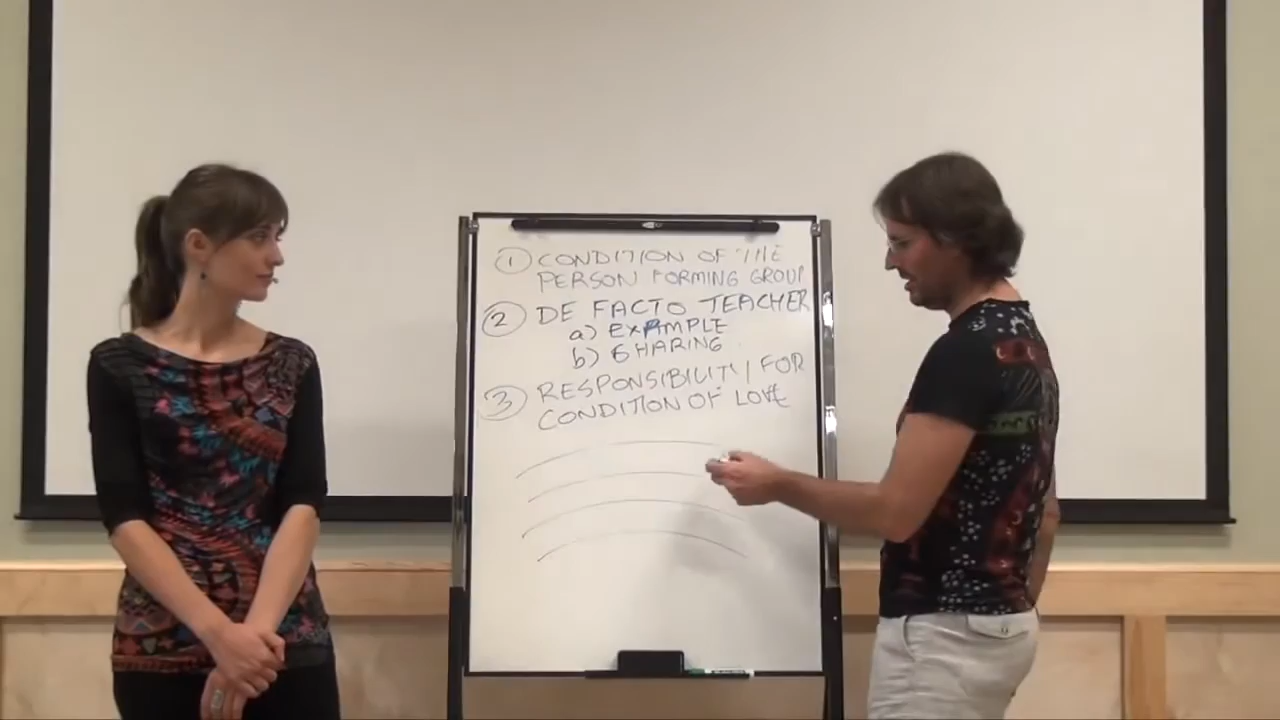 ① CONDITION OF THE
PERSON FORMING GROUP
② DE FACTO TEACHER
a) EXAMPLE
b) SHARING
③ RESPONSIBILITY FOR
CONDITION OF LOVE